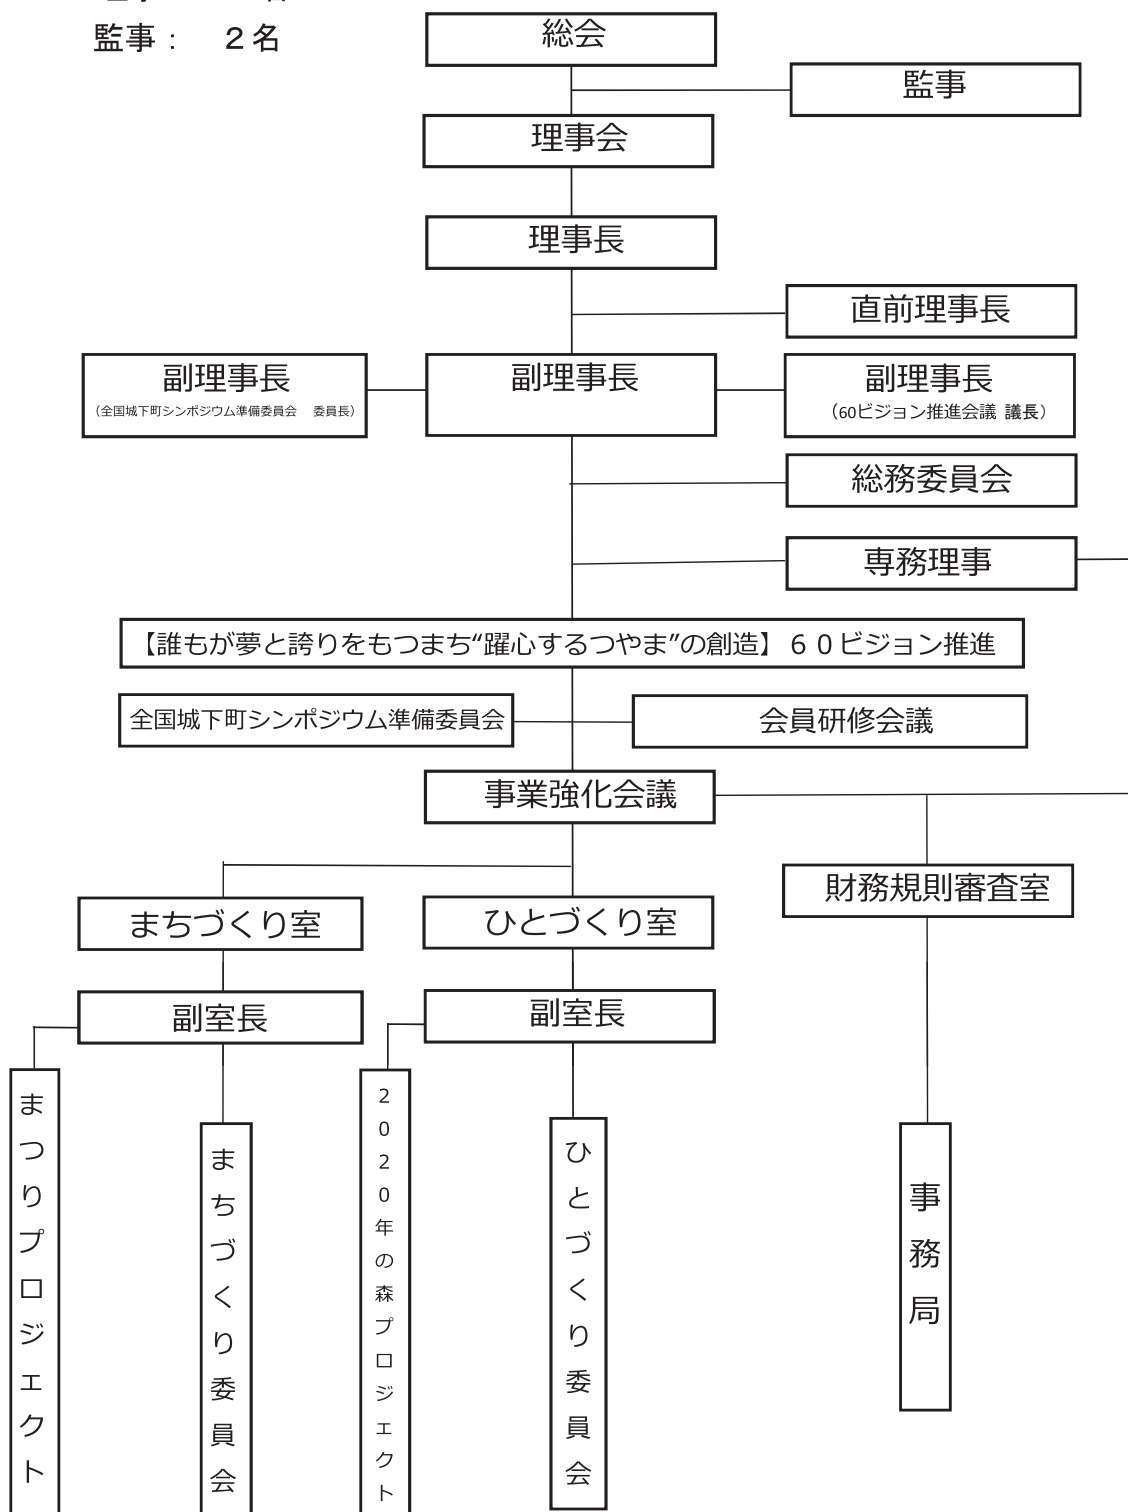 監事： ２名
総会
監事
理事会
理事長
直前理事長
副理事長
（全国城下町シンポジウム準備委員会 委員長）
副理事長
副理事長
（60ビジョン推進会議 議長）
総務委員会
専務理事
【誰もが夢と誇りをもつまち“躍心するつやま”の創造】６０ビジョン推進
全国城下町シンポジウム準備委員会
会員研修会議
事業強化会議
財務規則審査室
まちづくり室
ひとづくり室
副室長
副室長
まつりプロジェクト
まちづくり委員会
2020年の森プロジェクト
ひとづくり委員会
事務局